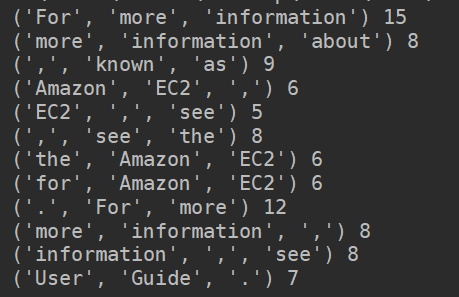 ('For', 'more', 'information') 15
('more', 'information', 'about') 8
(',', 'known', 'as') 9
('Amazon', 'EC2', ',') 6
('EC2', ',', 'see') 5
(',', 'see', 'the') 8
('the', 'Amazon', 'EC2') 6
('for', 'Amazon', 'EC2') 6
('.', 'For', 'more') 12
('more', 'information', ',') 8
('information', ',', 'see') 8
('User', 'Guide', '.') 7